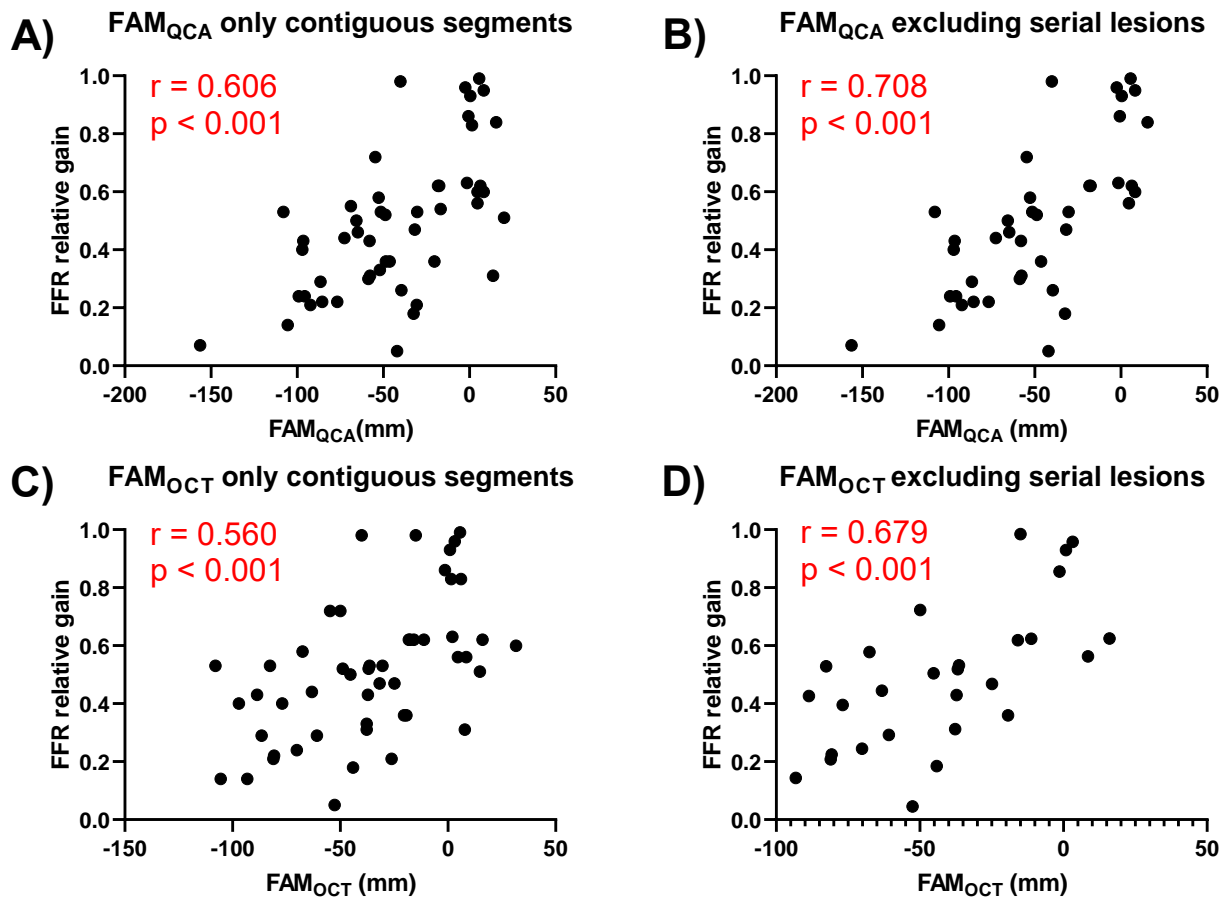 A)
FAMQCA only contiguous segments
r = 0.606
p < 0.001
FFR relative gain
1.0
0.8
0.6
0.4
0.2
0.0
-200 -150 -100 -50 0 50
FAMQCA(mm)
B)
FAMQCA excluding serial lesions
r = 0.708
p < 0.001
FFR relative gain
1.0
0.8
0.6
0.4
0.2
0.0
-200 -150 -100 -50 0 50
FAMQCA (mm)
C)
FAMOCT only contiguous segments
r = 0.560
p < 0.001
FFR relative gain
1.0
0.8
0.6
0.4
0.2
0.0
-150 -100 -50 0 50
FAMOCT (mm)
D)
FAMOCT excluding serial lesions
r = 0.679
p < 0.001
FFR relative gain
1.0
0.8
0.6
0.4
0.2
0.0
-100 -50 0 50
FAMOCT (mm)